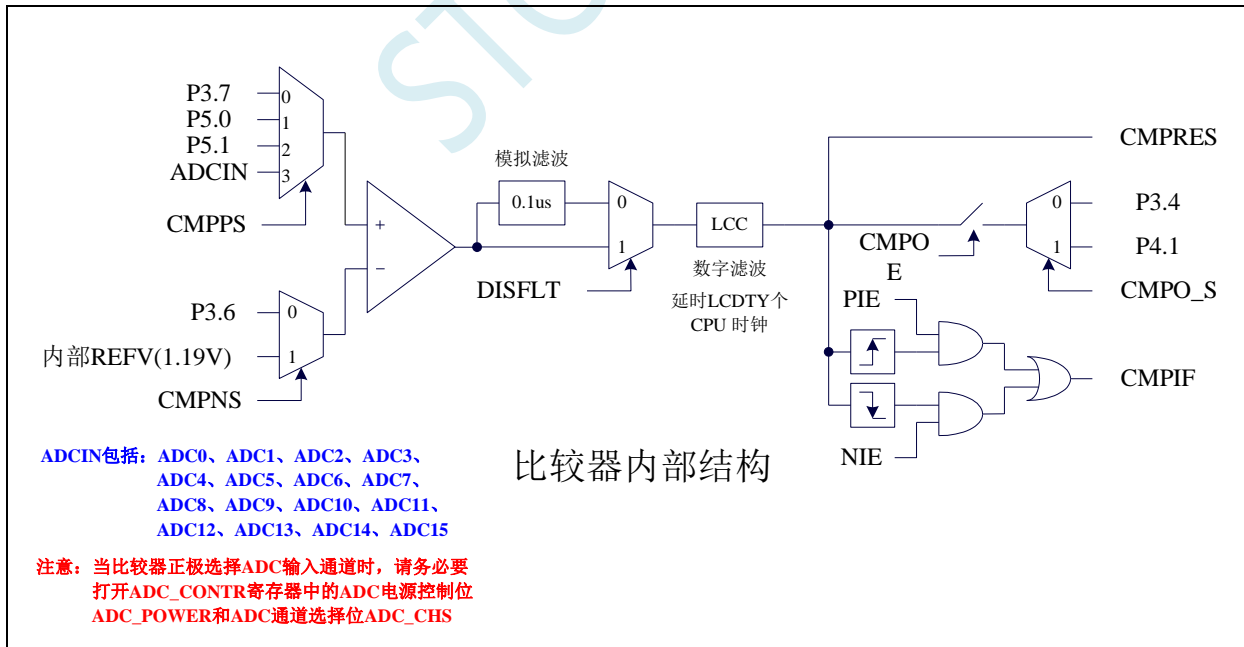 STC
P3.7
P5.0
P5.1
ADCIN
0
1
2
3
CMPPS
P3.6
内部REFV(1.19V)
0
1
CMPNS
+
−
模拟滤波
0.1us
0
1
DISFLT
LCC
数字滤波
延时LCDTY个
CPU 时钟
CMPRES
CMPO
E
0
1
P3.4
P4.1
CMPO_S
PIE
NIE
CMPIF
比较器内部结构
ADCIN包括：ADC0、ADC1、ADC2、ADC3、
ADC4、ADC5、ADC6、ADC7、
ADC8、ADC9、ADC10、ADC11、
ADC12、ADC13、ADC14、ADC15
注意：当比较器正极选择ADC输入通道时，请务必要
打开ADC_CONTR寄存器中的ADC电源控制位
ADC_POWER和ADC通道选择位ADC_CHS